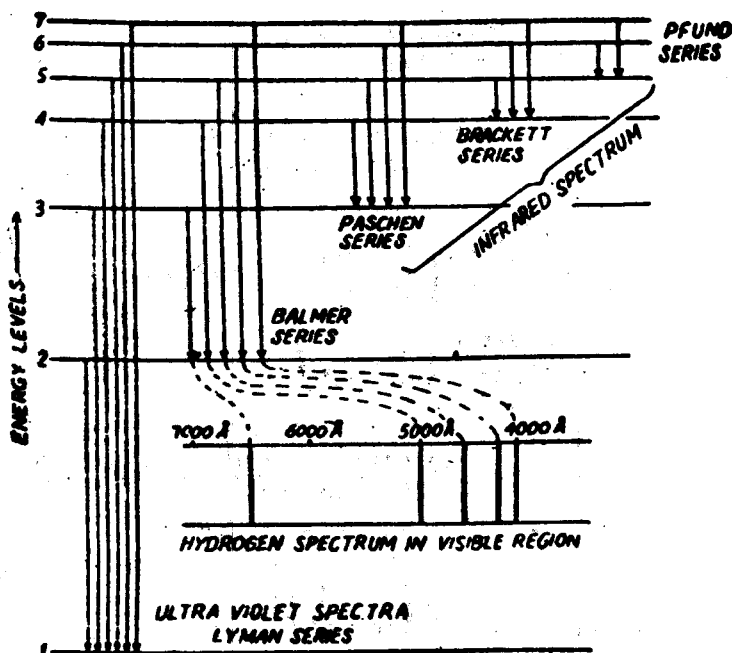 7
PFUND
SERIES
6
5
4
BRACKETT
SERIES
INFRARED SPECTRUM
3
PASCHEN
SERIES
ENERGY LEVELS
BALMER
SERIES
2
7000 Å 6000 Å 5000 Å 4000 Å
HYDROGEN SPECTRUM IN VISIBLE REGION
ULTRA VIOLET SPECTRA
LYMAN SERIES
1